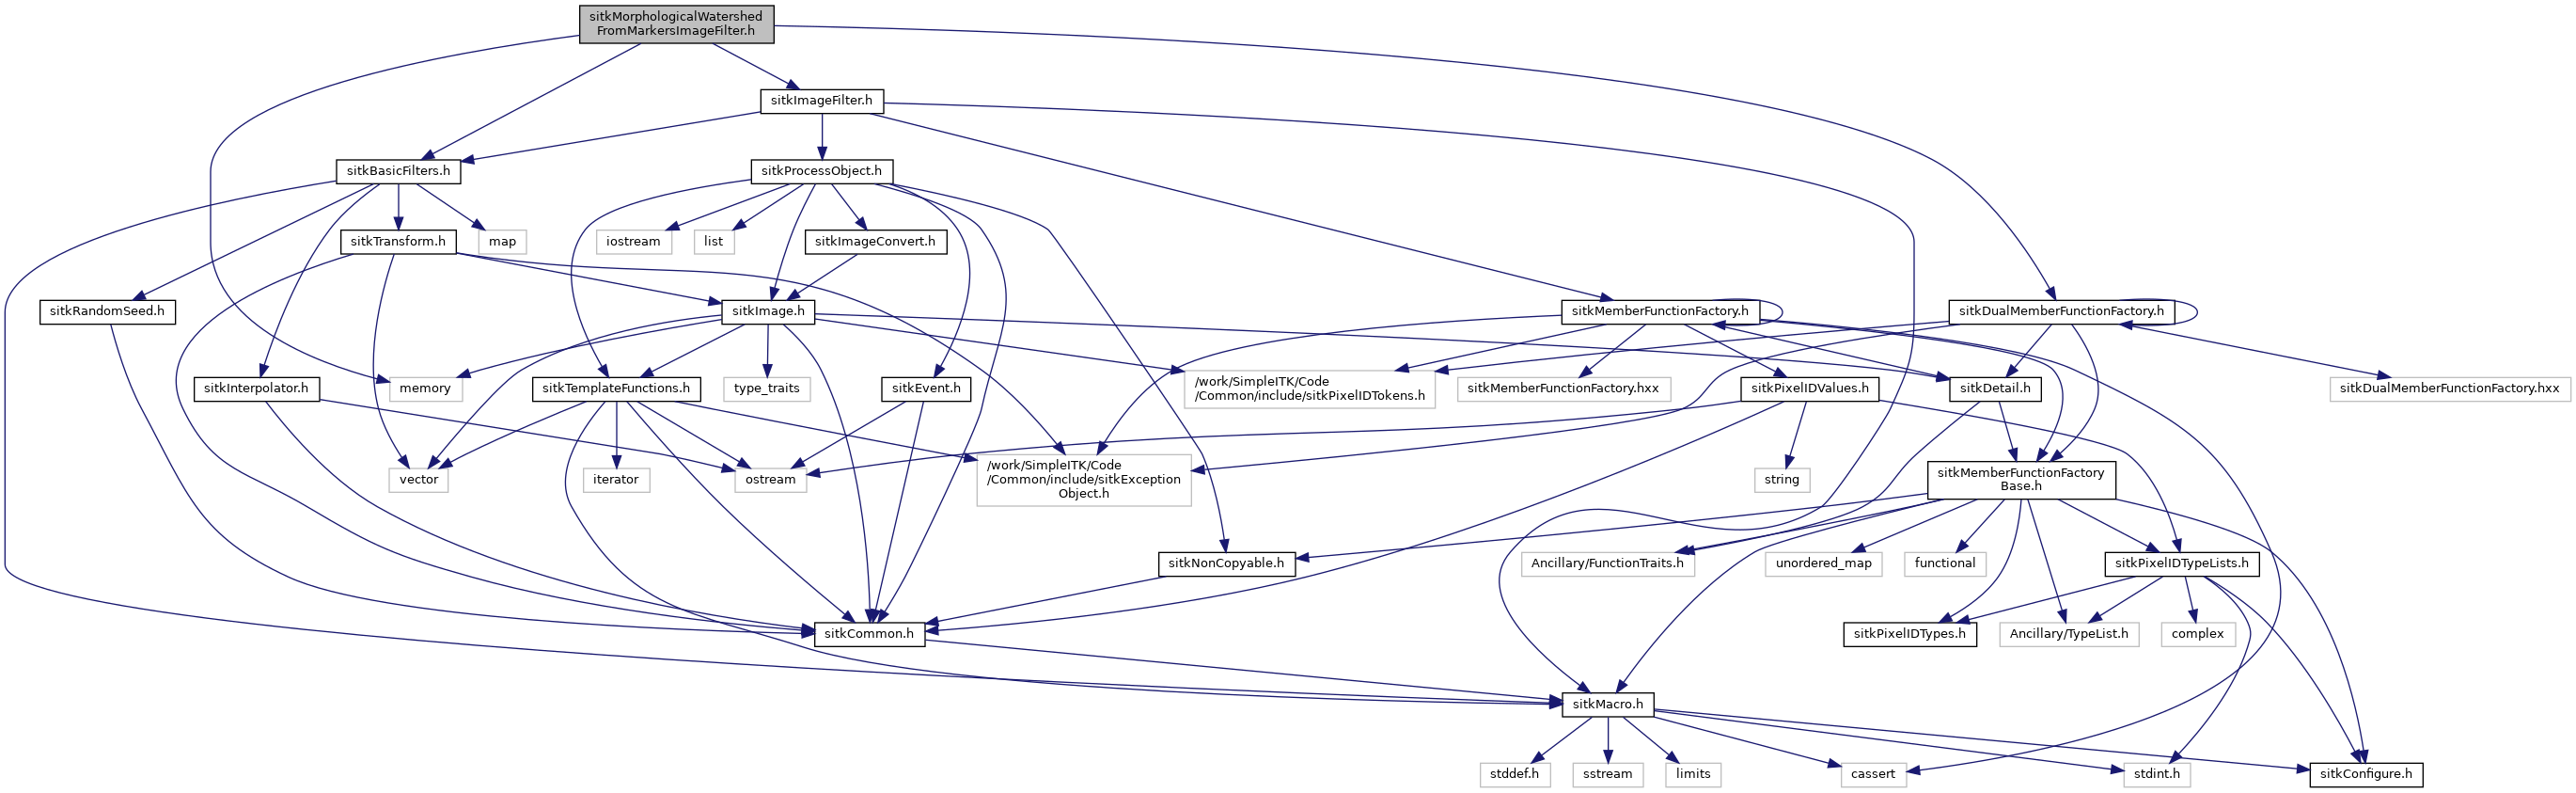 sitkMorphologicalWatershed
FromMarkersImageFilter.h
sitkImageFilter.h
sitkBasicFilters.h
sitkProcessObject.h
sitkTransform.h
map
iostream
list
sitkImageConvert.h
sitkRandomSeed.h
sitkImage.h
sitkMemberFunctionFactory.h
sitkDualMemberFunctionFactory.h
sitkInterpolator.h
memory
sitkTemplateFunctions.h
type_traits
sitkEvent.h
/work/SimpleITK/Code
/Common/include/sitkPixelIDTokens.h
sitkMemberFunctionFactory.hxx
sitkPixelIDValues.h
sitkDetail.h
sitkDualMemberFunctionFactory.hxx
vector
iterator
ostream
/work/SimpleITK/Code
/Common/include/sitkException
Object.h
string
sitkMemberFunctionFactory
Base.h
sitkNonCopyable.h
Ancillary/FunctionTraits.h
unordered_map
functional
sitkPixelIDTypeLists.h
sitkCommon.h
sitkPixelIDTypes.h
Ancillary/TypeList.h
complex
sitkMacro.h
stddef.h
sstream
limits
cassert
stdint.h
sitkConfigure.h